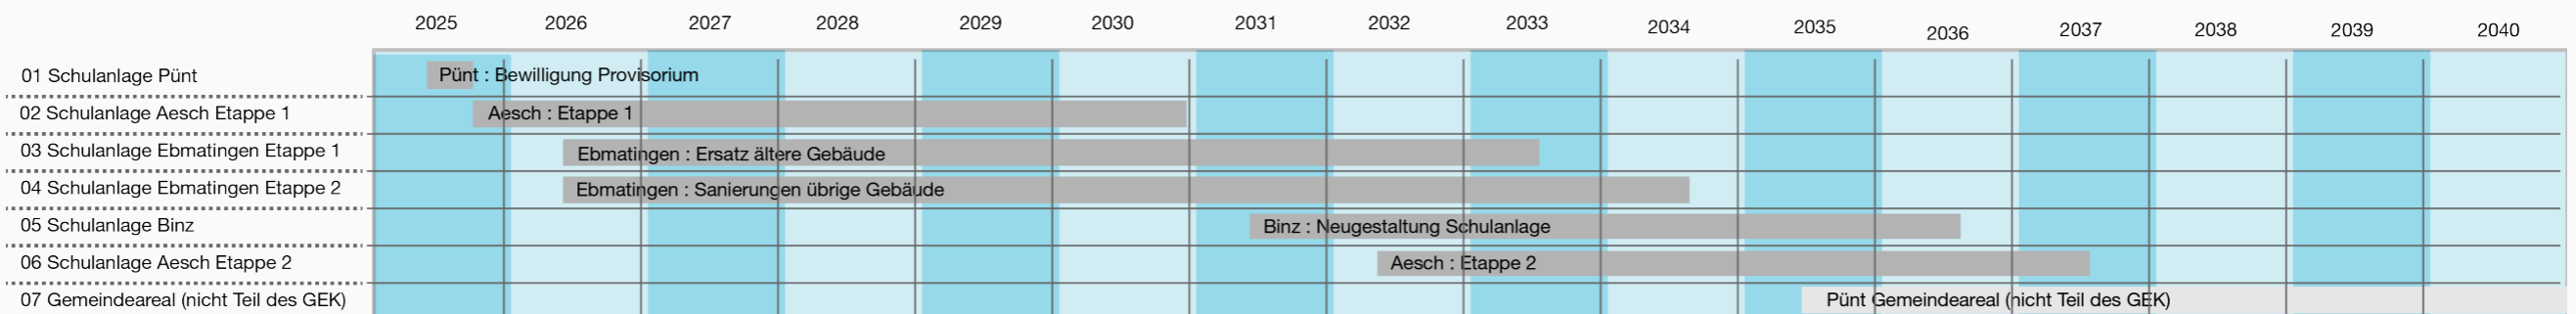 2025 2026 2027 2028 2029 2030 2031 2032 2033 2034 2035 2036 2037 2038 2039 2040
01 Schulanlage Pünt Pünt : Bewilligung Provisorium
02 Schulanlage Aesch Etappe 1 Aesch : Etappe 1
03 Schulanlage Ebmatingen Etappe 1 Ebmatingen : Ersatz ältere Gebäude
04 Schulanlage Ebmatingen Etappe 2 Ebmatingen : Sanierungen übrige Gebäude
05 Schulanlage Binz Binz : Neugestaltung Schulanlage
06 Schulanlage Aesch Etappe 2 Aesch : Etappe 2
07 Gemeindeareal (nicht Teil des GEK) Pünt Gemeindeareal (nicht Teil des GEK)